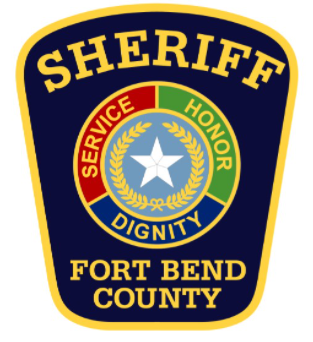 SHERIFF
SERVICE
HONOR
DIGNITY
FORT BEND
COUNTY